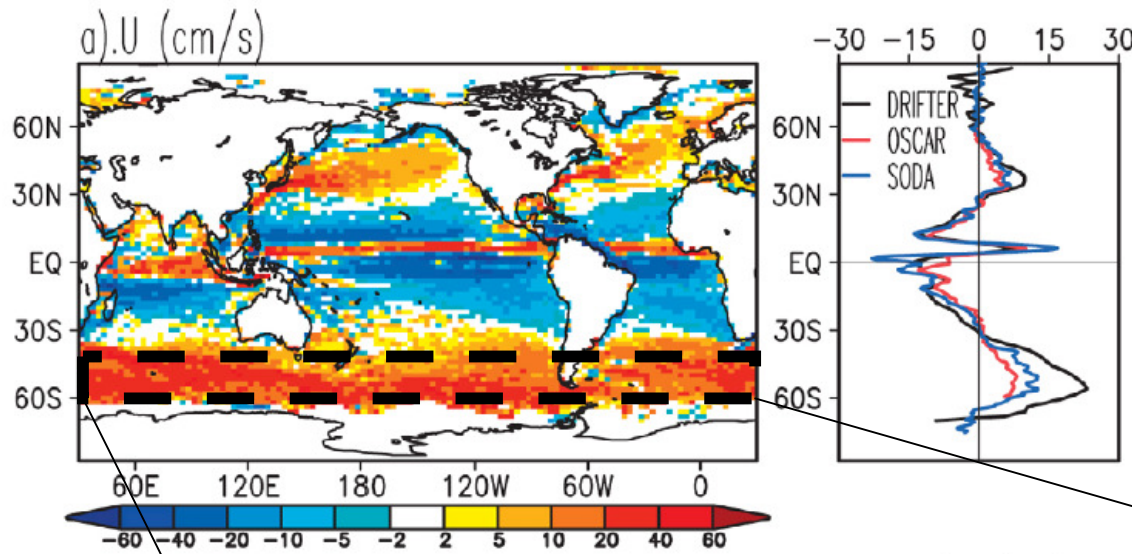 a).U (cm/s)
-30 -15 0 15 30
DRIFTER
OSCAR
SODA
60N
30N
EQ
30S
60S
60N
30N
EQ
30S
60S
60E 120E 180 120W 60W 0
-60 -40 -20 -10 -5 -2 2 5 10 20 40 60